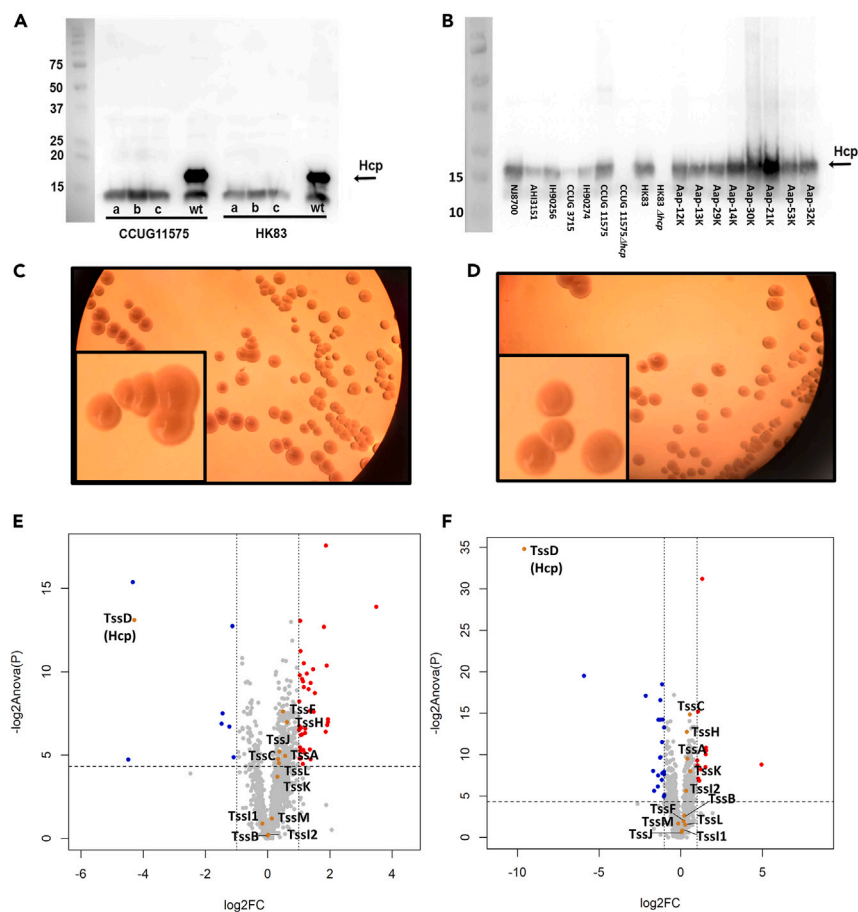 A
75
50
37
25
20
15
Hcp
a b c wt a b c wt
CCUG11575 HK83
B
15
10
Hcp
NJ8700
AHI3151
IH90256
CCUG 3715
IH90274
CCUG 11575
CCUG 11575Δhcp
HK83
HK83 Δhcp
Aap-12K
Aap-13K
Aap-29K
Aap-14K
Aap-30K
Aap-21K
Aap-53K
Aap-32K
C
D
E
-log2Anova(P)
15
10
5
0
TssD
(Hcp)
TssF
TssH
TssJ
TssC
TssA
TssL
TssK
TssI1
TssM
TssB
TssI2
-6 -4 -2 0 2 4
log2FC
F
-log2Anova(P)
35
30
25
20
15
10
5
0
TssD
(Hcp)
TssC
TssH
TssA
TssK
TssI2
TssF
TssB
TssM
TssL
TssJ
TssI1
-10 -5 0 5
log2FC